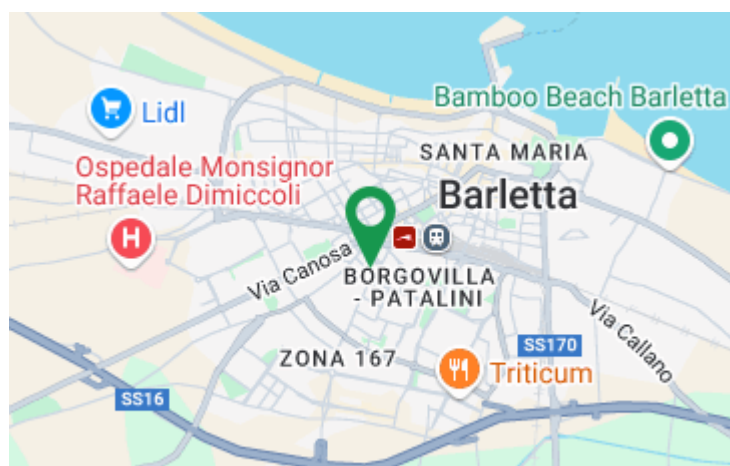 Bamboo Beach Barletta
Lidl
SANTA MARIA
Ospedale Monsignor
Raffaele Dimiccoli
Barletta
H
Via Canosa
BORGOVILLA
- PATALINI
Via Callano
ZONA 167
SS170
Triticum
SS16